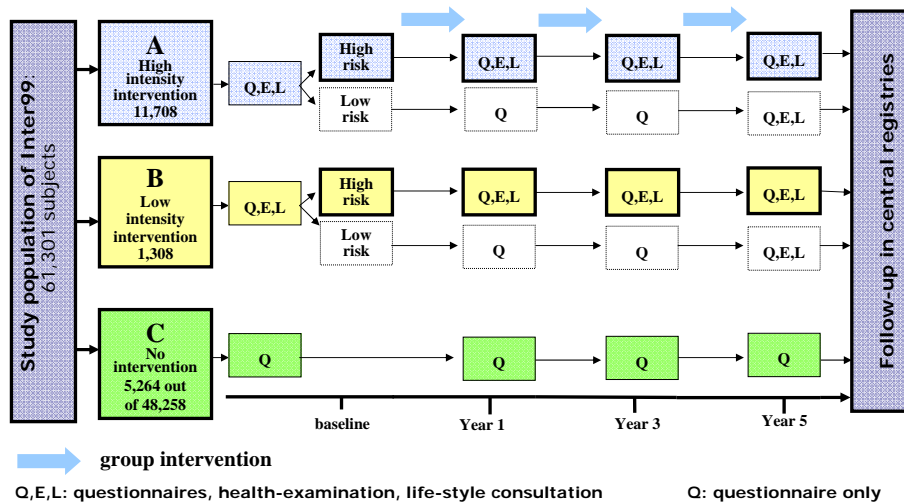 Study population of Inter99:
61,301 subjects
A
High
intensity
intervention
11,708
Q,E,L
High
risk
Low
risk
Q,E,L
Q
Q,E,L
Q
Q,E,L
Q,E,L
B
Low
intensity
intervention
1,308
Q,E,L
High
risk
Low
risk
Q,E,L
Q
Q,E,L
Q
Q,E,L
Q,E,L
C
No
intervention
5,264 out
of 48,258
Q
Q
Q
Q
baseline
Year 1
Year 3
Year 5
Follow-up in central registries
group intervention
Q,E,L: questionnaires, health-examination, life-style consultation
Q: questionnaire only